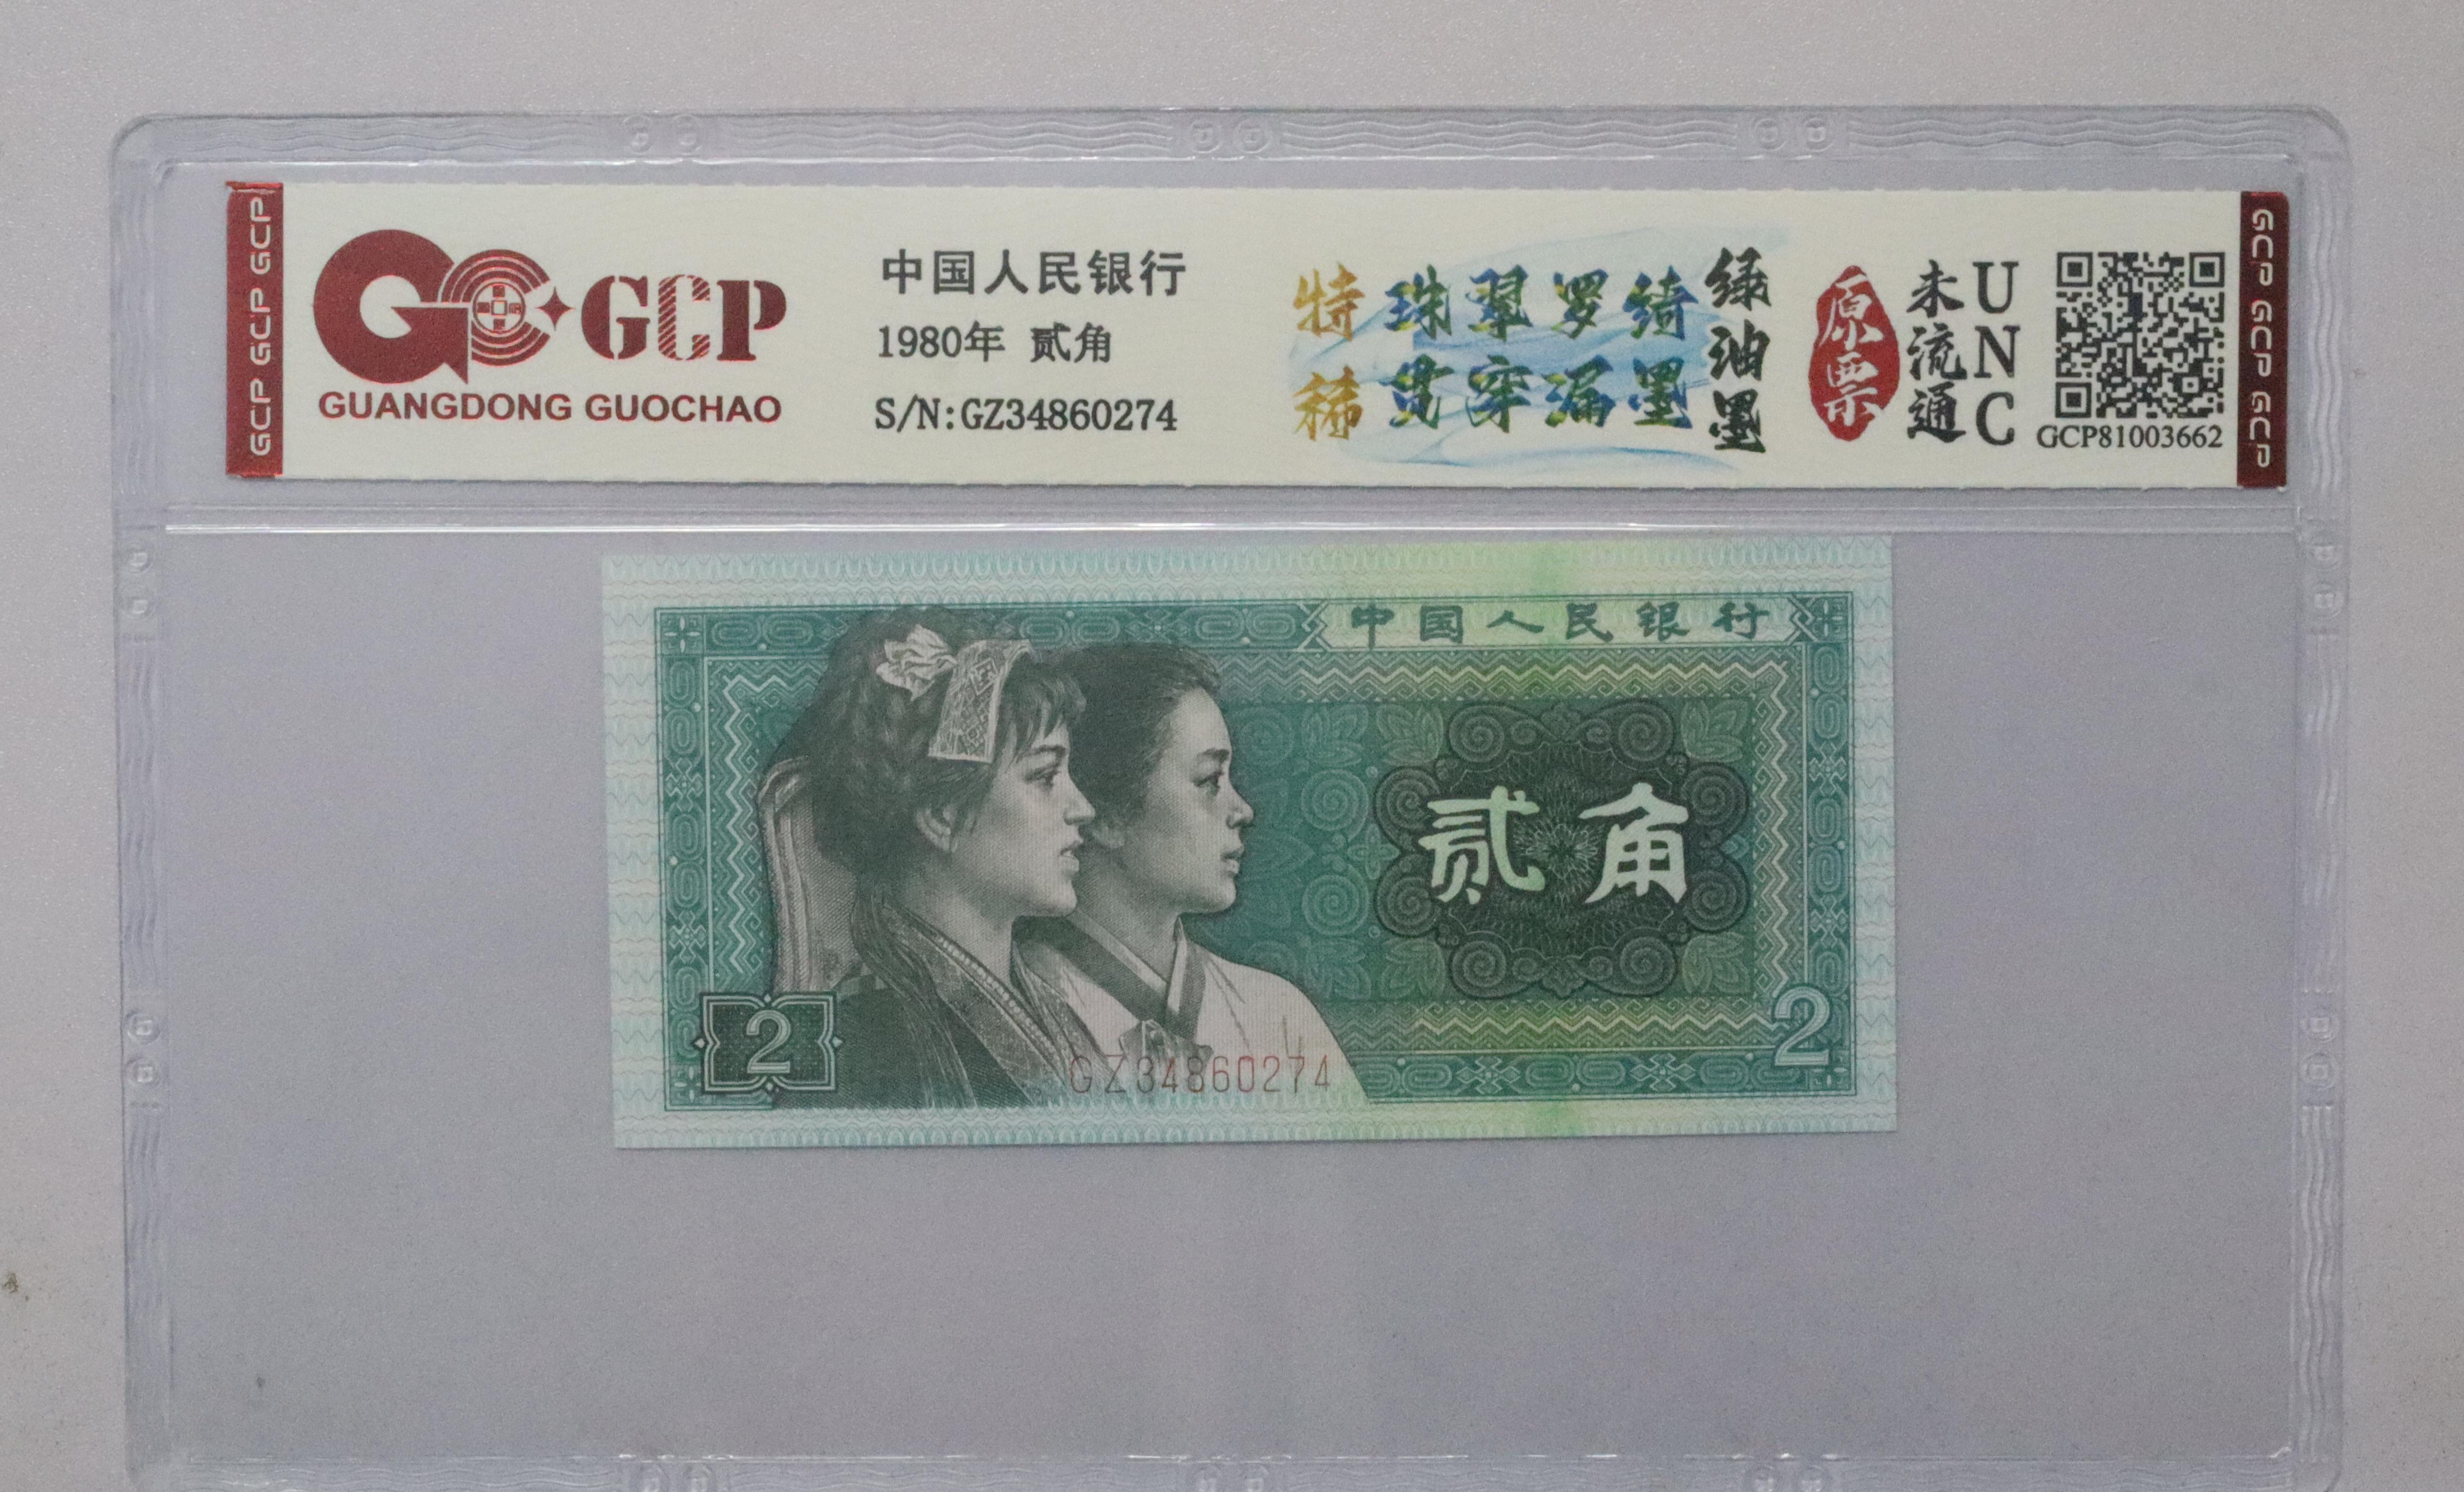 GCP GCP GCP
GCP
GUANGDONG GUOCHAO
中国人民银行
1980年 贰角
S/N:GZ34860274
特稀
珠翠罗绮
贯穿漏墨
绿油墨
原票
未流通
UNC
GCP81003662
GCP GCP GCP
中国人民银行
贰角
2
2
GZ34860274